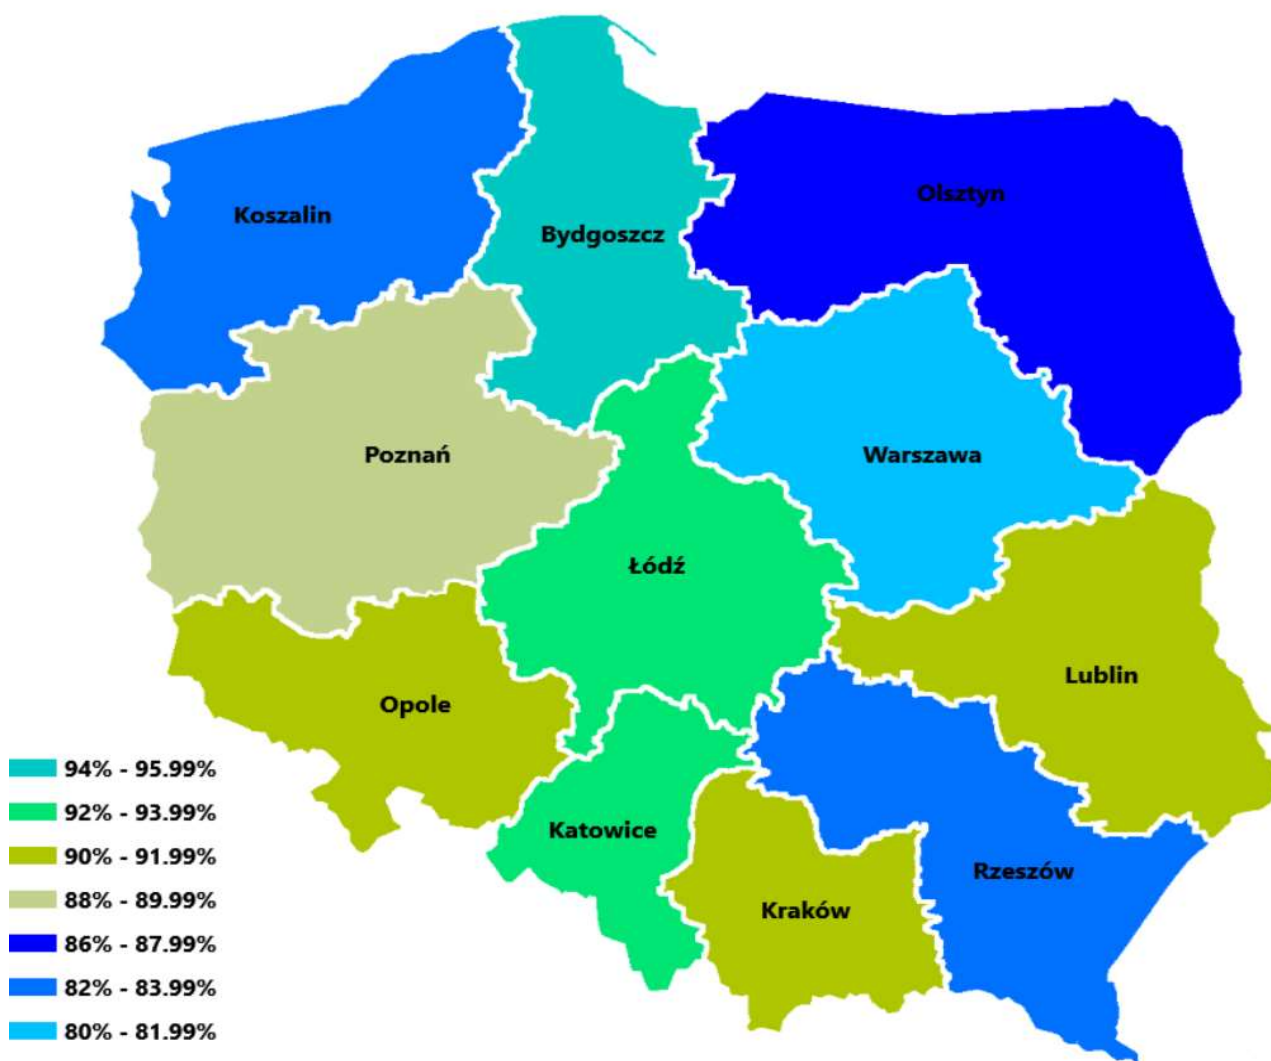 Olsztyn
Koszalin
Bydgoszcz
Poznań
Warszawa
Łódź
Lublin
Opole
Katowice
Rzeszów
Kraków
94% - 95.99%
92% - 93.99%
90% - 91.99%
88% - 89.99%
86% - 87.99%
82% - 83.99%
80% - 81.99%